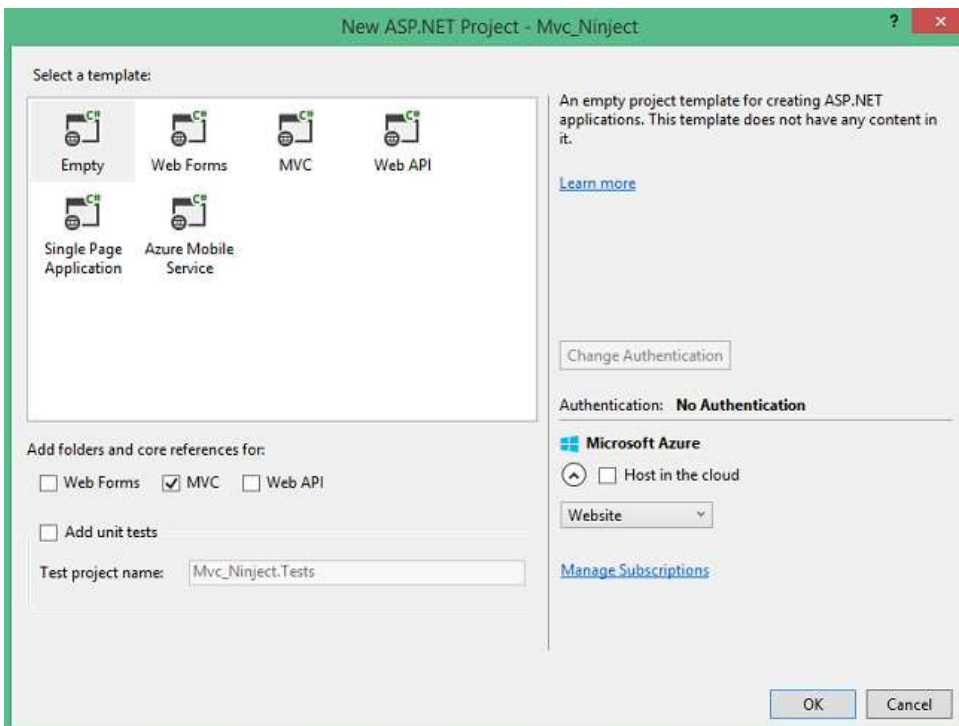 New ASP.NET Project - Mvc_Ninject
?
×
Select a template:
C#
Empty
C#
Web Forms
C#
MVC
C#
Web API
C#
Single Page
Application
C#
Azure Mobile
Service
An empty project template for creating ASP.NET
applications. This template does not have any content in
it.
Learn more
Change Authentication
Authentication: No Authentication
Microsoft Azure
Host in the cloud
Website
Manage Subscriptions
Add folders and core references for:
Web Forms MVC Web API
Add unit tests
Test project name: Mvc_Ninject.Tests
OK Cancel